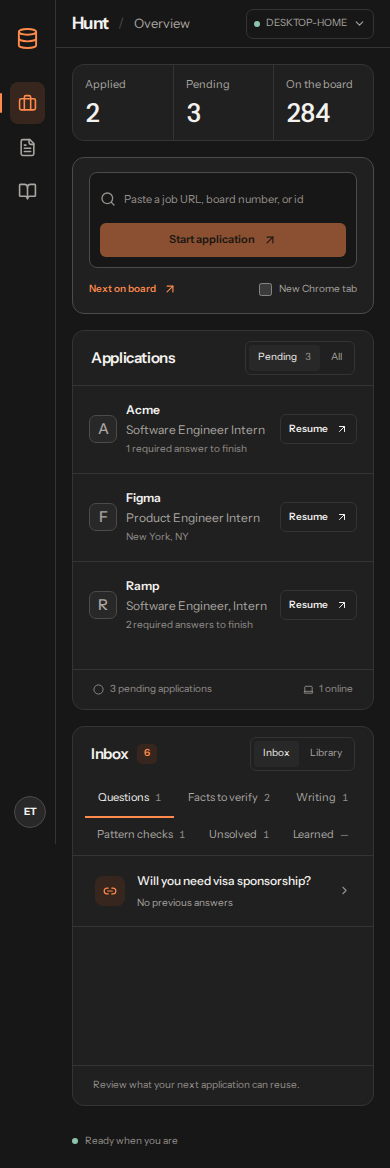 Hunt / Overview
DESKTOP-HOME
Applied
2
Pending
3
On the board
284
Paste a job URL, board number, or id
Start application
Next on board
New Chrome tab
Applications
Pending 3
All
A
Acme
Software Engineer Intern
1 required answer to finish
Resume
F
Figma
Product Engineer Intern
New York, NY
Resume
R
Ramp
Software Engineer, Intern
2 required answers to finish
Resume
3 pending applications
1 online
Inbox 6
Inbox
Library
Questions 1
Facts to verify 2
Writing 1
Pattern checks 1
Unsolved 1
Learned —
Will you need visa sponsorship?
No previous answers
Review what your next application can reuse.
Ready when you are
ET